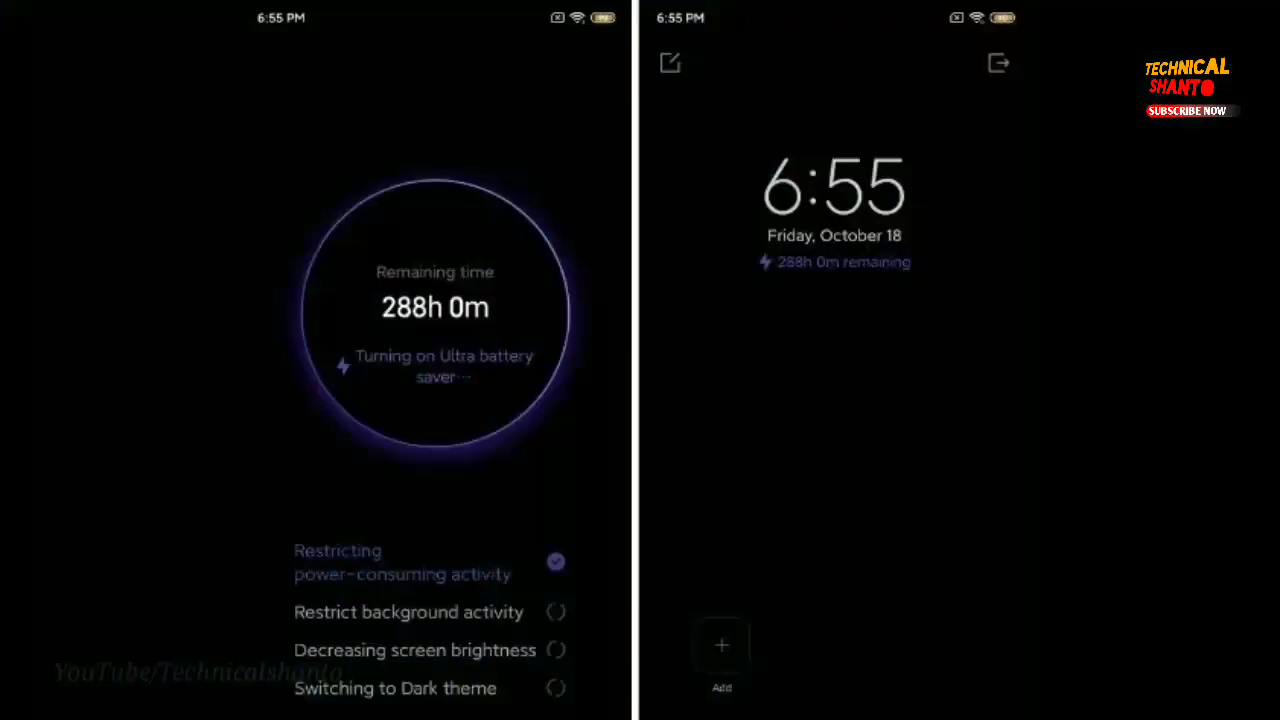 6:55 PM
Remaining time
288h 0m
Turning on Ultra battery
saver···
Restricting
power-consuming activity
Restrict background activity
Decreasing screen brightness
Switching to Dark theme
YouTube/Technicalshanto
6:55 PM
6:55
Friday, October 18
288h 0m remaining
Add
TECHNICAL
SHANTO
SUBSCRIBE NOW